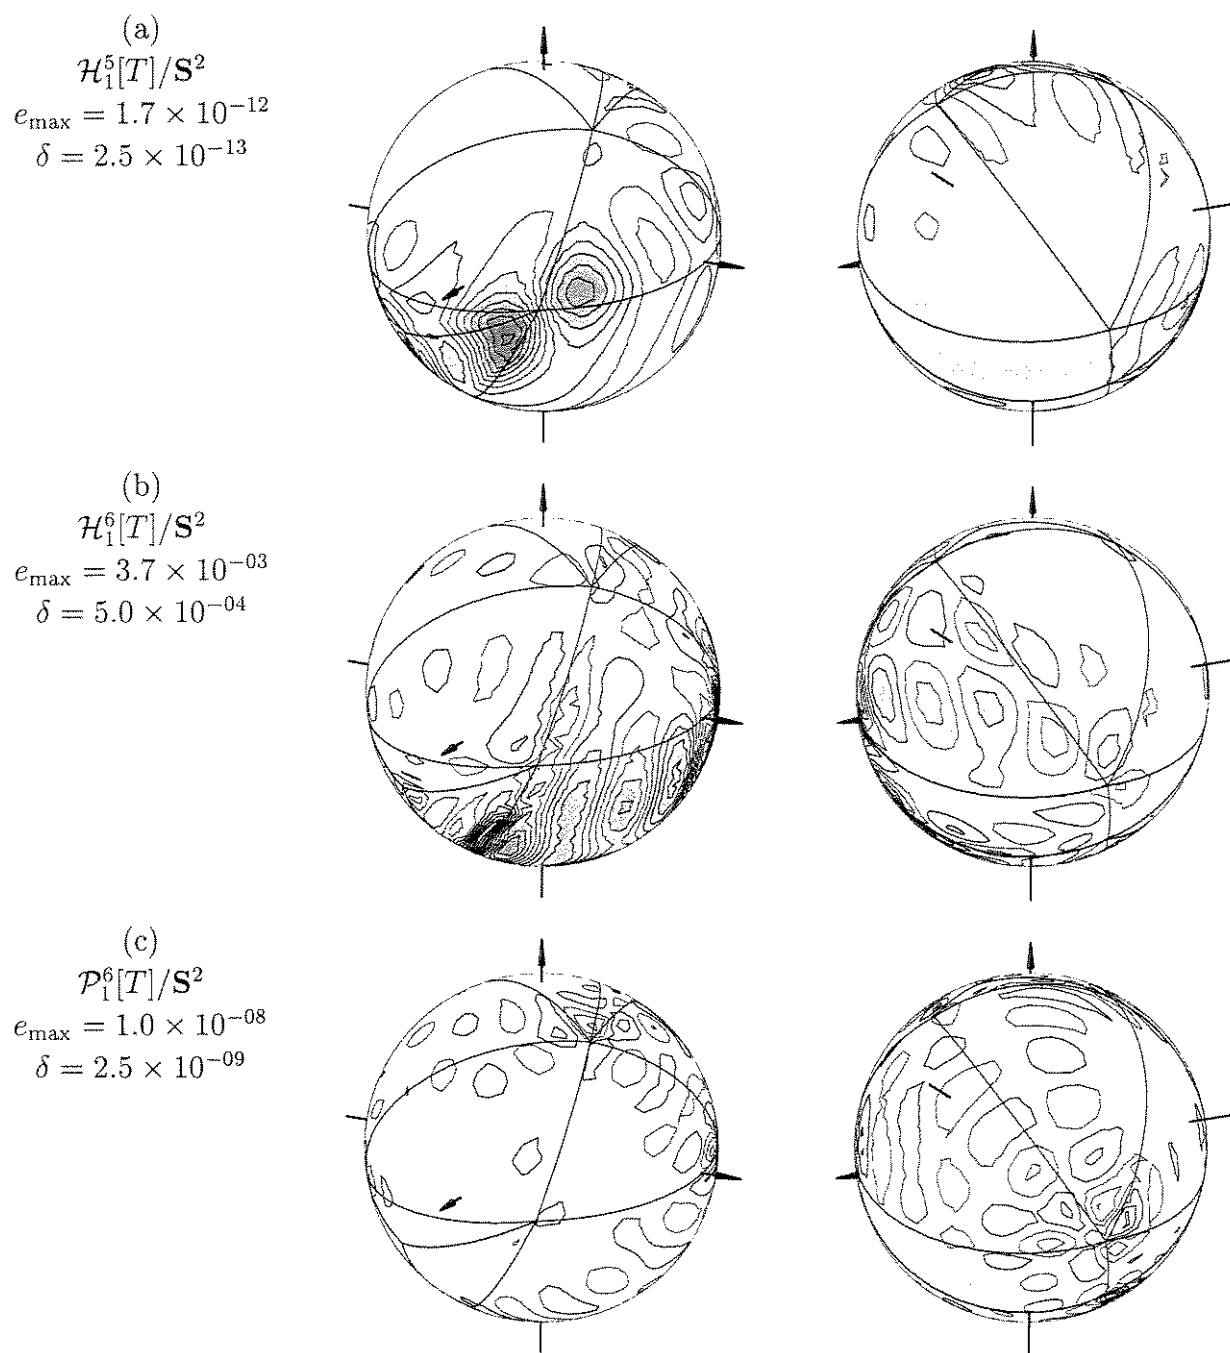 (a)
$\mathcal{H}_1^5[T]/\mathbf{S}^2$
$e_{\max} = 1.7 \times 10^{-12}$
$\delta = 2.5 \times 10^{-13}$
(b)
$\mathcal{H}_1^6[T]/\mathbf{S}^2$
$e_{\max} = 3.7 \times 10^{-03}$
$\delta = 5.0 \times 10^{-04}$
(c)
$\mathcal{P}_1^6[T]/\mathbf{S}^2$
$e_{\max} = 1.0 \times 10^{-08}$
$\delta = 2.5 \times 10^{-09}$